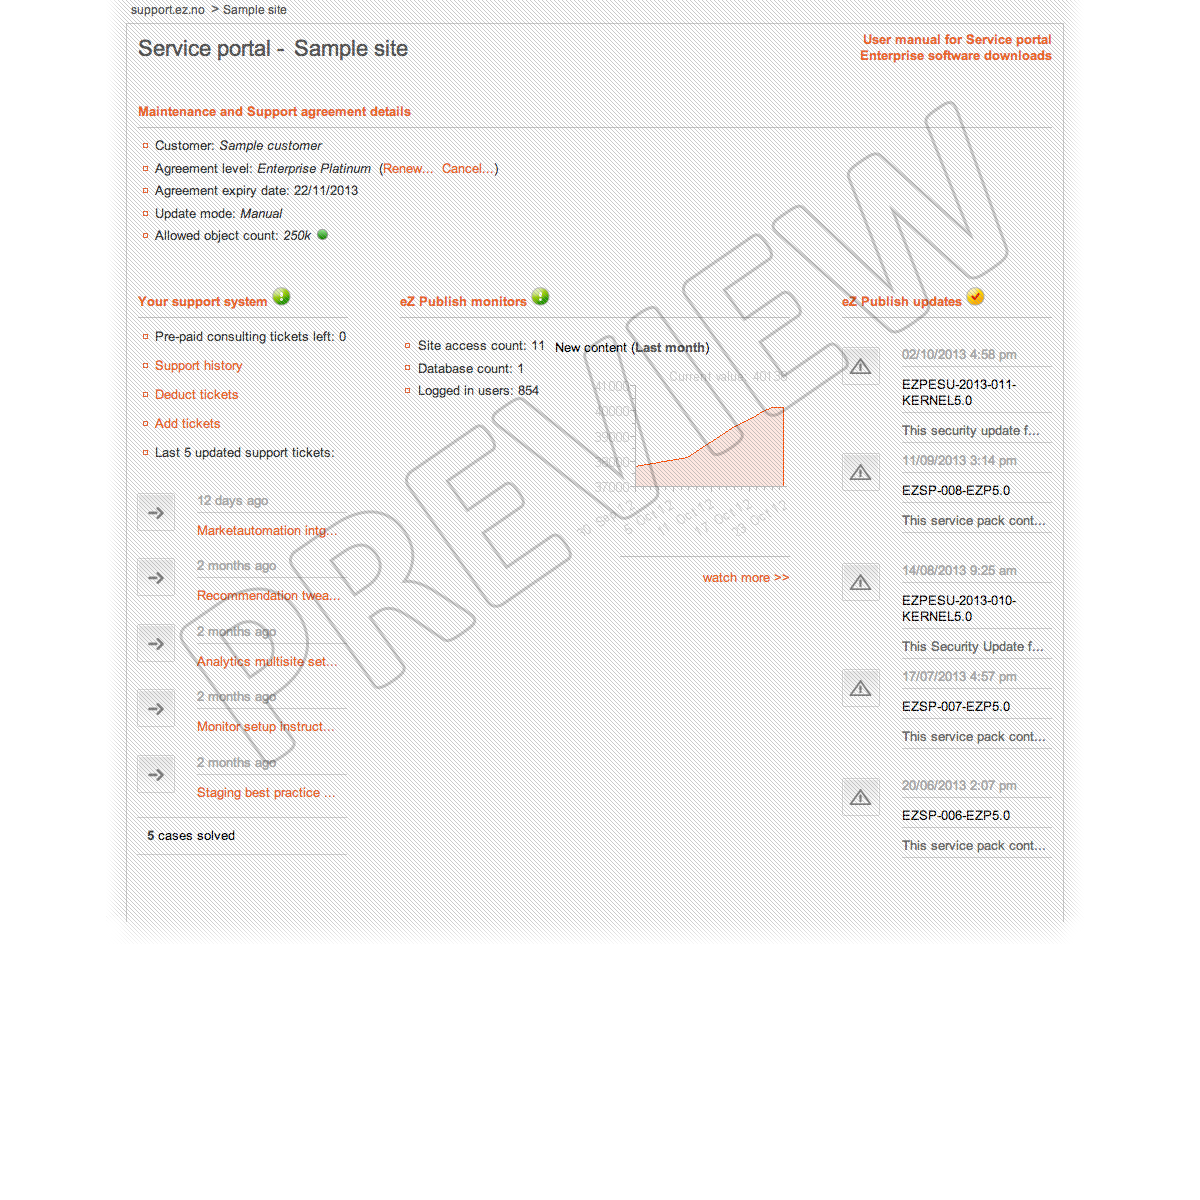 support.ez.no > Sample site
Service portal - Sample site
User manual for Service portal
Enterprise software downloads
Maintenance and Support agreement details
Customer: Sample customer
Agreement level: Enterprise Platinum (Renew... Cancel...)
Agreement expiry date: 22/11/2013
Update mode: Manual
Allowed object count: 250k
Your support system
Pre-paid consulting tickets left: 0
Support history
Deduct tickets
Add tickets
Last 5 updated support tickets:
12 days ago
Marketautomation intg...
2 months ago
Recommendation twea...
2 months ago
Analytics multisite set...
2 months ago
Monitor setup instruct...
2 months ago
Staging best practice ...
5 cases solved
eZ Publish monitors
Site access count: 11
Database count: 1
Logged in users: 854
New content (Last month)
Current value:
41000
40000
39000
38000
37000
30. Sep 12
5. Oct 12
11. Oct 12
17. Oct 12
23. Oct 12
watch more >>
eZ Publish updates
02/10/2013 4:58 pm
EZPESU-2013-011-
KERNEL5.0
This security update f...
11/09/2013 3:14 pm
EZSP-008-EZP5.0
This service pack cont...
14/08/2013 9:25 am
EZPESU-2013-010-
KERNEL5.0
This Security Update f...
17/07/2013 4:57 pm
EZSP-007-EZP5.0
This service pack cont...
20/06/2013 2:07 pm
EZSP-006-EZP5.0
This service pack cont...
PREVIEW